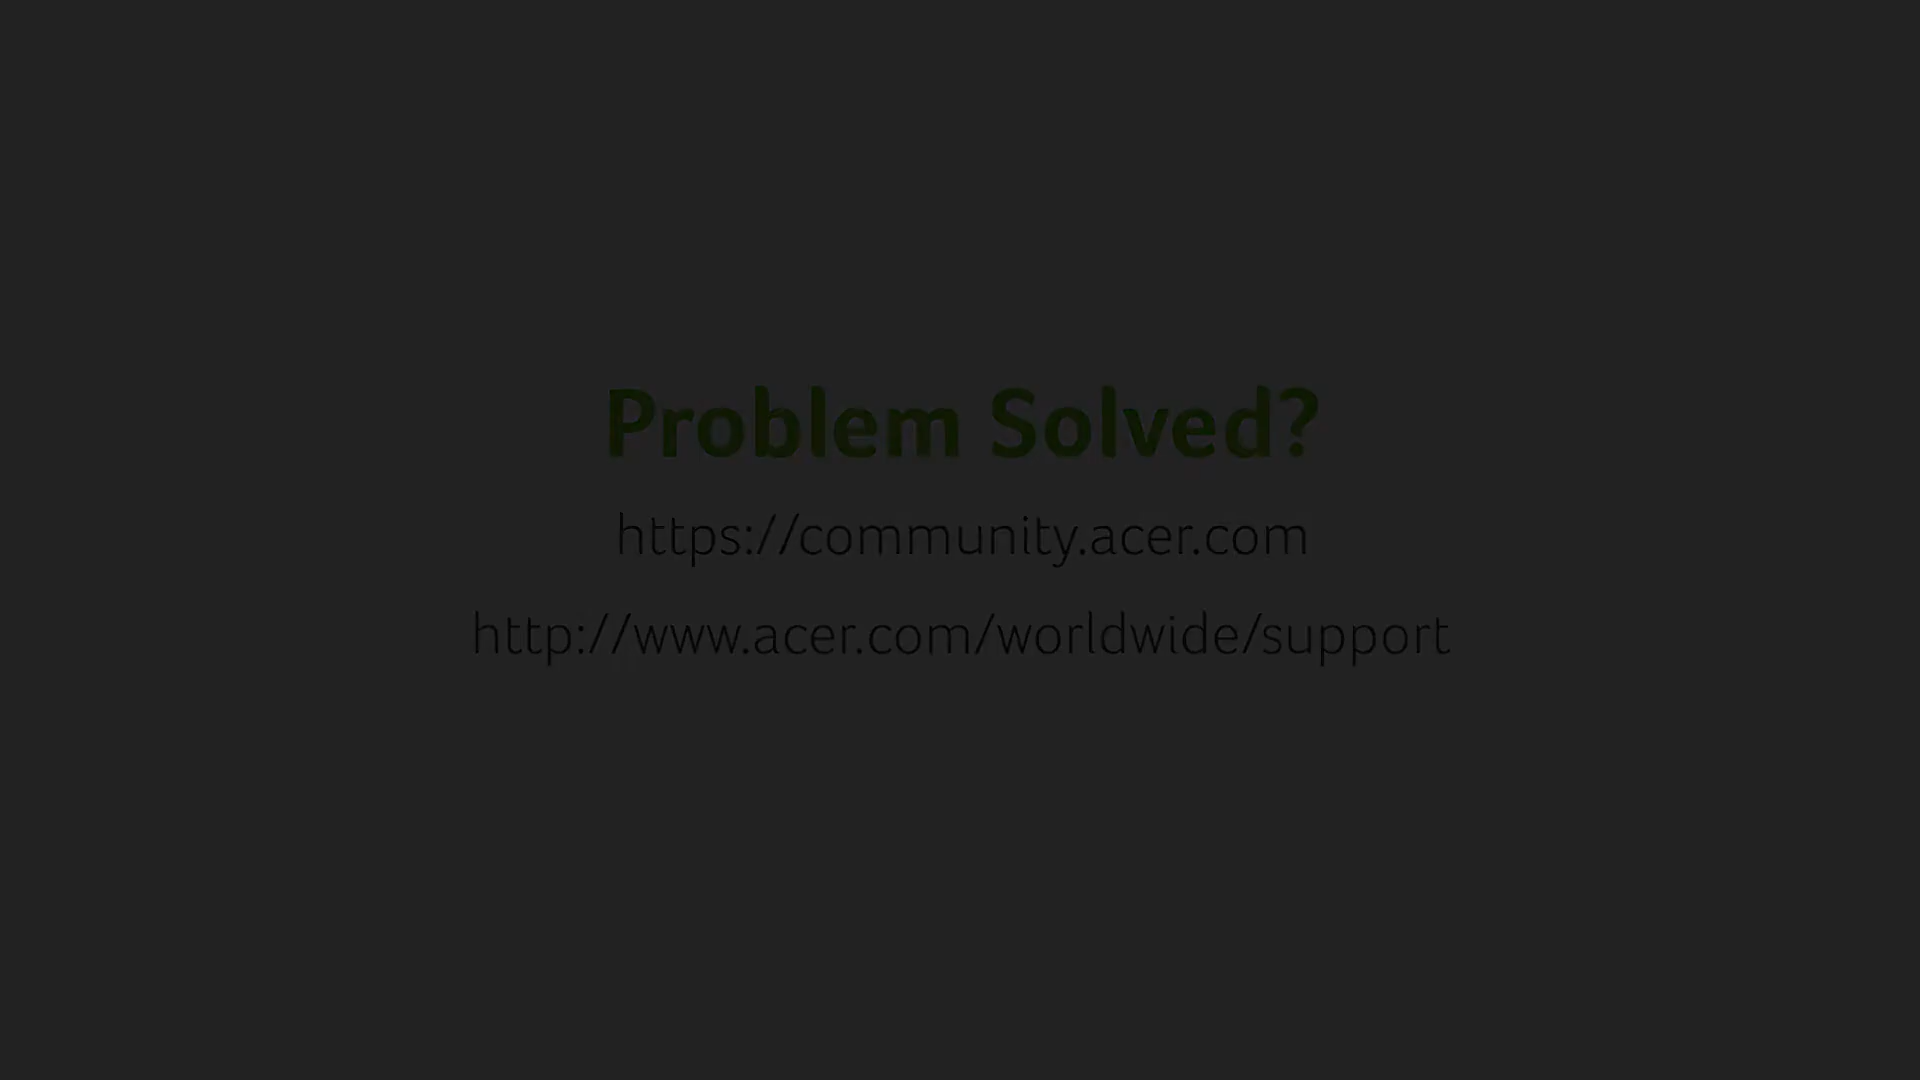 Problem Solved?
https://community.acer.com
http://www.acer.com/worldwide/support